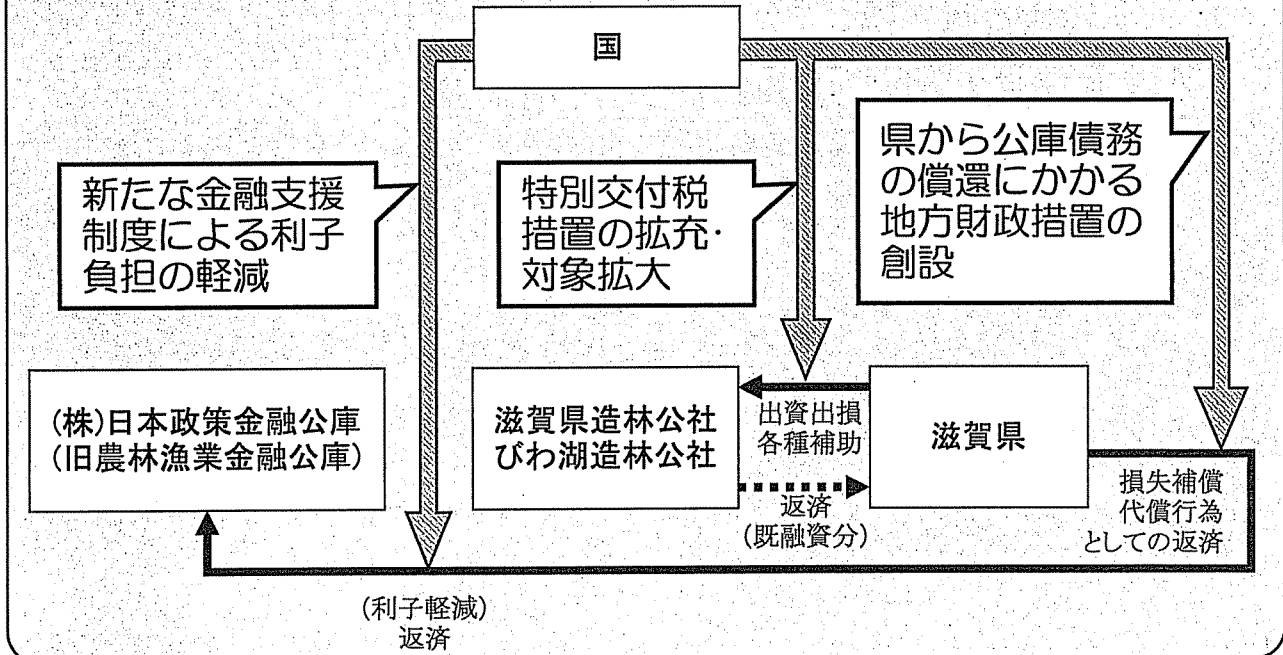 国
新たな金融支援
制度による利子
負担の軽減
特別交付税
措置の拡充・
対象拡大
県から公庫債務
の償還にかかる
地方財政措置の
創設
(株)日本政策金融公庫
(旧農林漁業金融公庫)
滋賀県造林公社
びわ湖造林公社
出資出損
各種補助
返済
(既融資分)
滋賀県
損失補償
代償行為
としての返済
(利子軽減)
返済